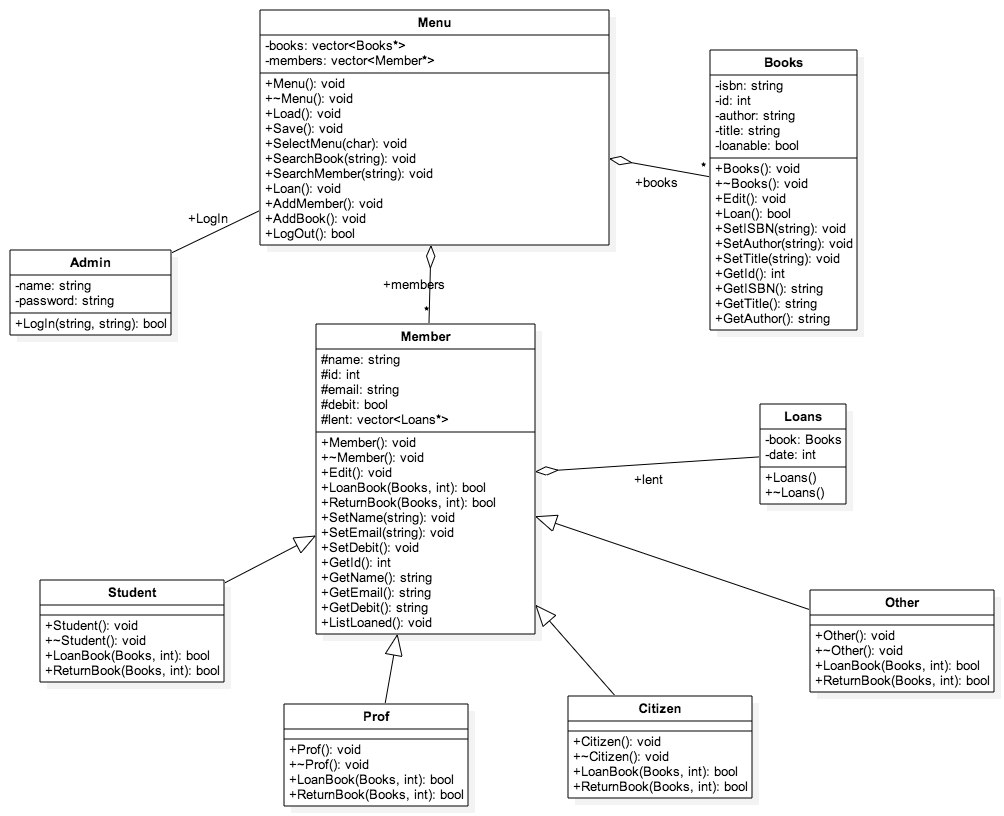 Menu
-books: vector<Books*>
-members: vector<Member*>
+Menu(): void
+~Menu(): void
+Load(): void
+Save(): void
+SelectMenu(char): void
+SearchBook(string): void
+SearchMember(string): void
+Loan(): void
+AddMember(): void
+AddBook(): void
+LogOut(): bool
Books
-isbn: string
-id: int
-author: string
-title: string
-loanable: bool
+Books(): void
+~Books(): void
+Edit(): void
+Loan(): bool
+SetISBN(string): void
+SetAuthor(string): void
+SetTitle(string): void
+GetId(): int
+GetISBN(): string
+GetTitle(): string
+GetAuthor(): string
*
+books
+LogIn
Admin
-name: string
-password: string
+LogIn(string, string): bool
+members
*
Member
#name: string
#id: int
#email: string
#debit: bool
#lent: vector<Loans*>
+Member(): void
+~Member(): void
+Edit(): void
+LoanBook(Books, int): bool
+ReturnBook(Books, int): bool
+SetName(string): void
+SetEmail(string): void
+SetDebit(): void
+GetId(): int
+GetName(): string
+GetEmail(): string
+GetDebit(): string
+ListLoaned(): void
Loans
-book: Books
-date: int
+Loans()
+~Loans()
+lent
Student
+Student(): void
+~Student(): void
+LoanBook(Books, int): bool
+ReturnBook(Books, int): bool
Other
+Other(): void
+~Other(): void
+LoanBook(Books, int): bool
+ReturnBook(Books, int): bool
Prof
+Prof(): void
+~Prof(): void
+LoanBook(Books, int): bool
+ReturnBook(Books, int): bool
Citizen
+Citizen(): void
+~Citizen(): void
+LoanBook(Books, int): bool
+ReturnBook(Books, int): bool